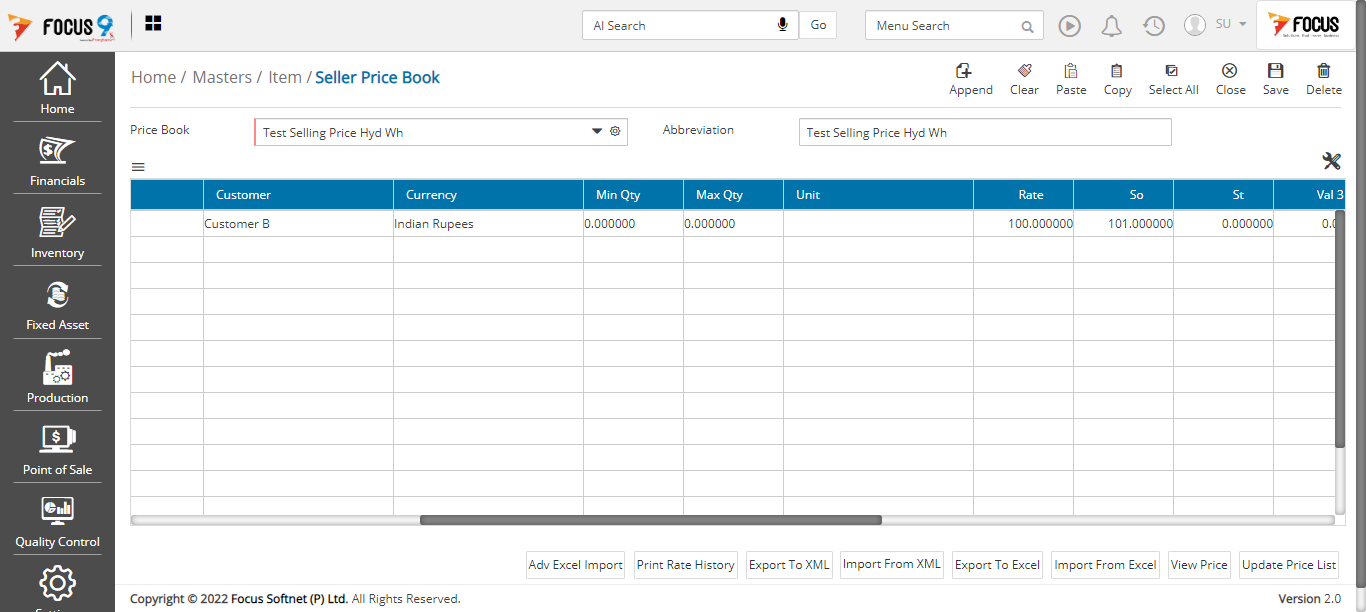 FOCUS 9
AI Search
Go
Menu Search
SU
FOCUS
Home
Financials
Inventory
Fixed Asset
Production
Point of Sale
Quality Control
Home / Masters / Item / Seller Price Book
Append
Clear
Paste
Copy
Select All
Close
Save
Delete
Price Book
Test Selling Price Hyd Wh
Abbreviation
Test Selling Price Hyd Wh
Customer Currency Min Qty Max Qty Unit Rate So St Val 3
Customer B Indian Rupees 0.000000 0.000000 100.000000 101.000000 0.000000 0.0
Adv Excel Import
Print Rate History
Export To XML
Import From XML
Export To Excel
Import From Excel
View Price
Update Price List
Copyright © 2022 Focus Softnet (P) Ltd. All Rights Reserved.
Version 2.0